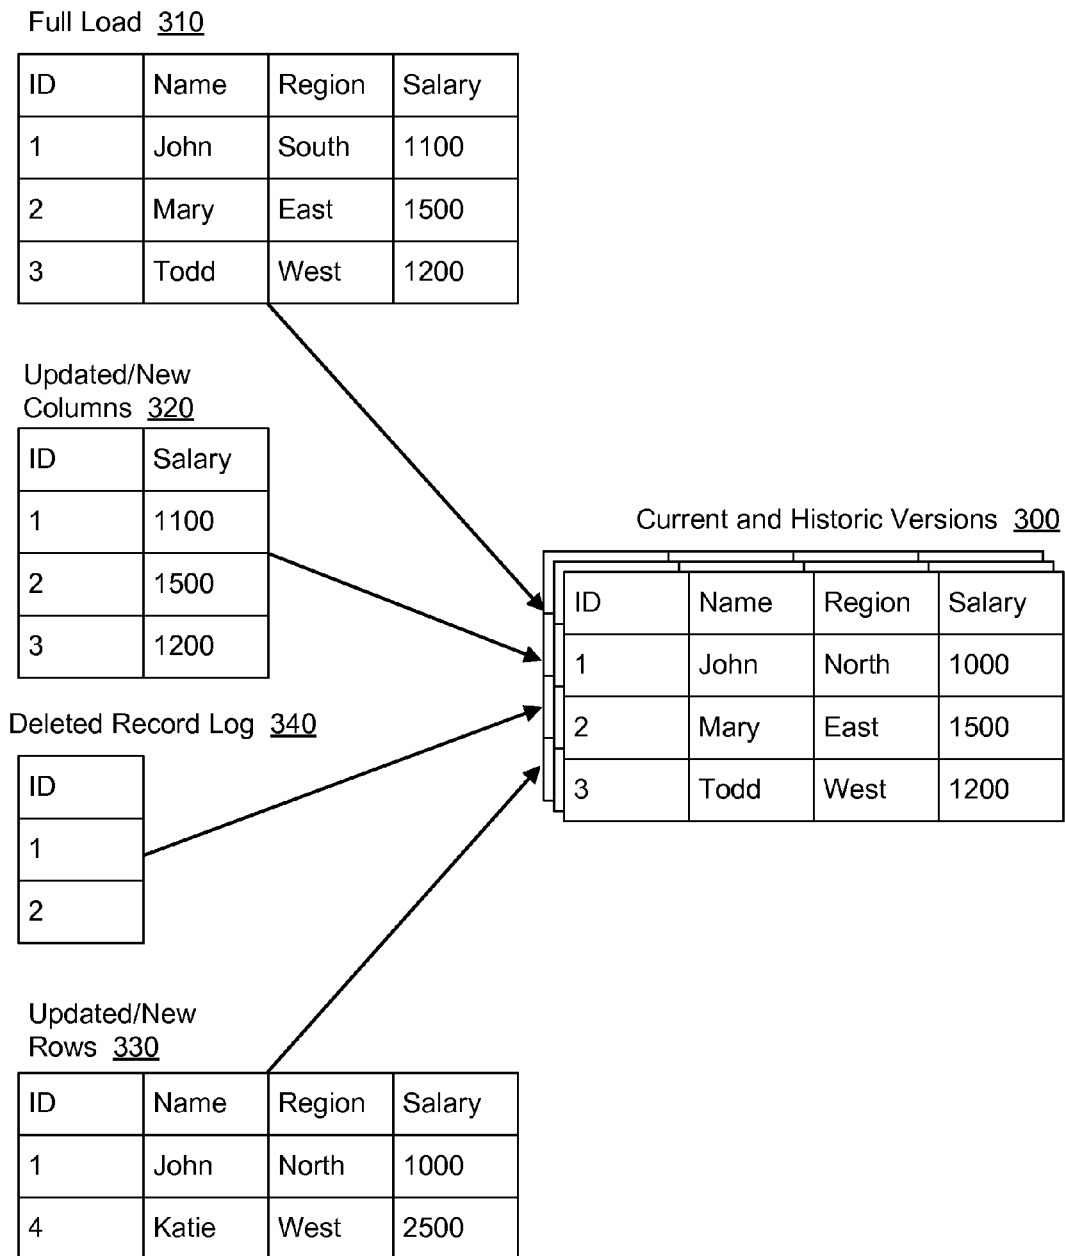 Full Load 310
ID Name Region Salary
1 John South 1100
2 Mary East 1500
3 Todd West 1200
Updated/New
Columns 320
ID Salary
1 1100
2 1500
3 1200
Current and Historic Versions 300
ID Name Region Salary
1 John North 1000
2 Mary East 1500
3 Todd West 1200
Deleted Record Log 340
ID
1
2
Updated/New
Rows 330
ID Name Region Salary
1 John North 1000
4 Katie West 2500